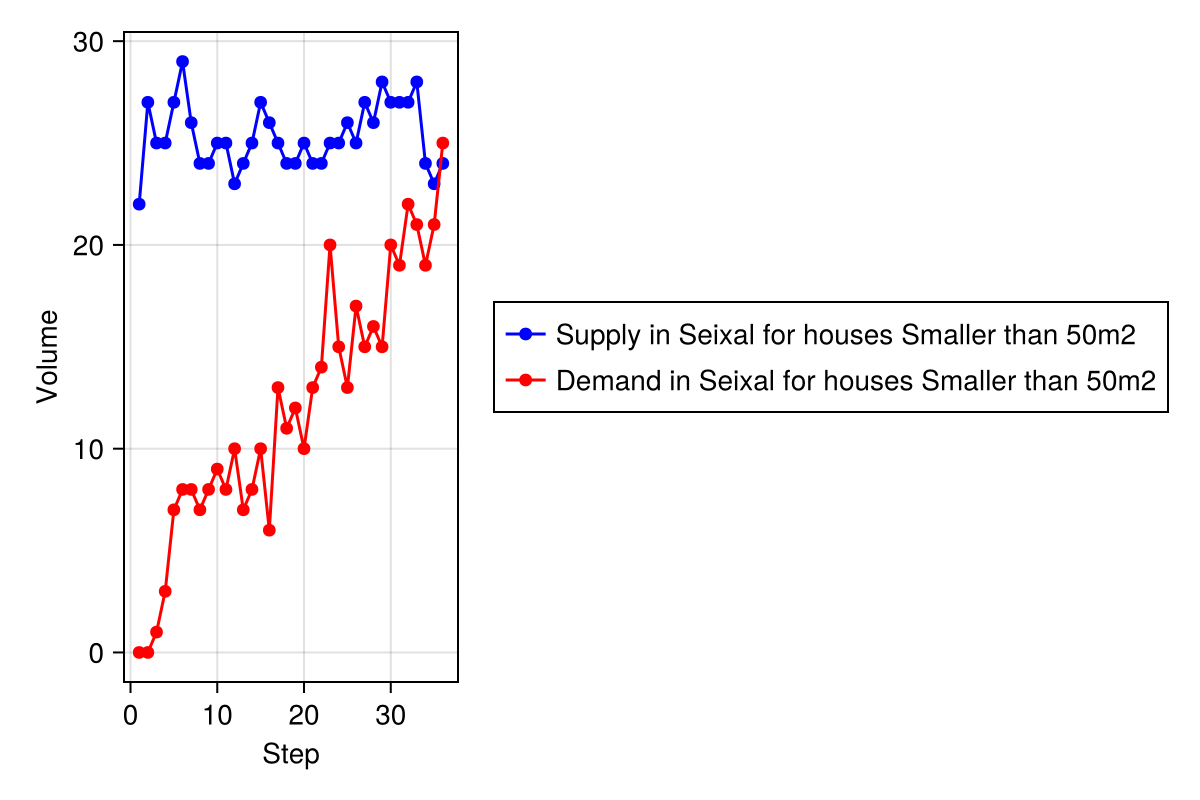 30
20
10
0
Volume
0 10 20 30
Step
Supply in Seixal for houses Smaller than 50m2
Demand in Seixal for houses Smaller than 50m2